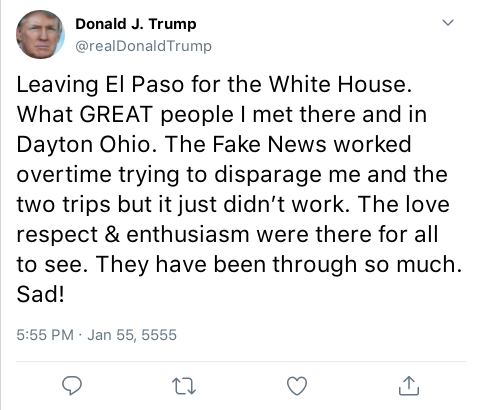 Donald J. Trump
@realDonaldTrump
Leaving El Paso for the White House.
What GREAT people I met there and in
Dayton Ohio. The Fake News worked
overtime trying to disparage me and the
two trips but it just didn’t work. The love
respect & enthusiasm were there for all
to see. They have been through so much.
Sad!
5:55 PM · Jan 55, 5555